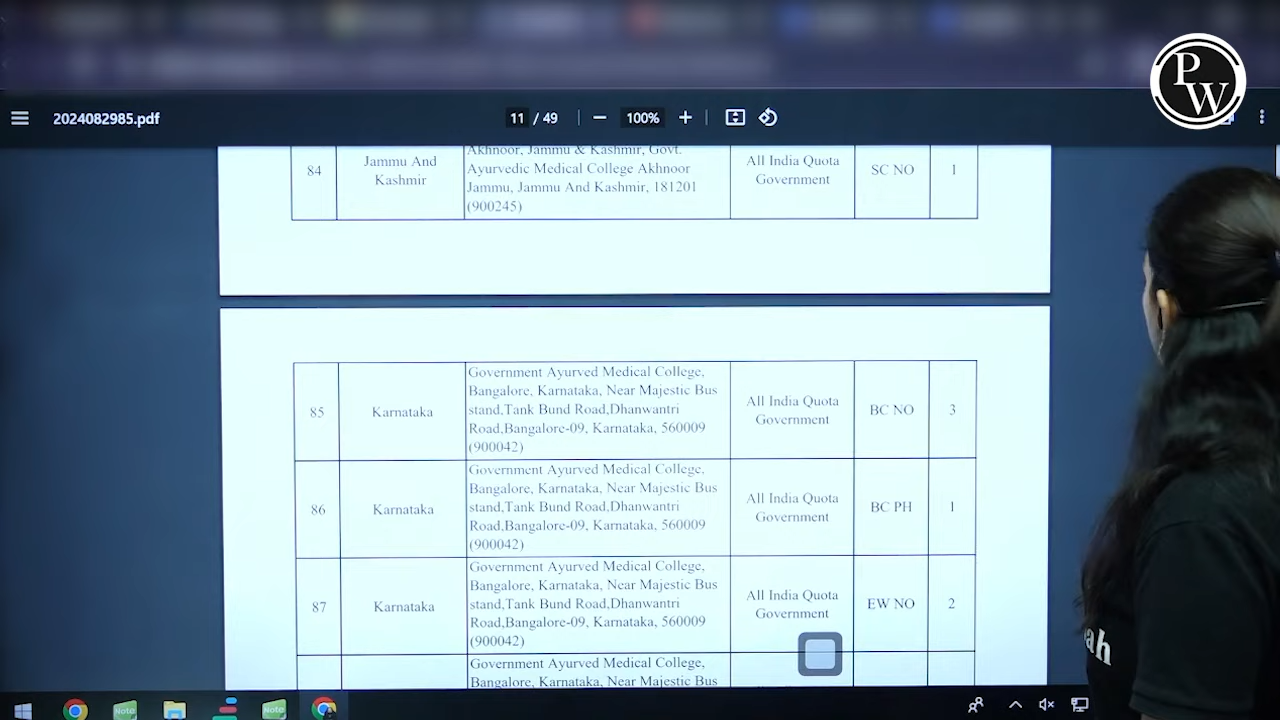 P
W
2024082985.pdf
11 / 49
100%
84
Jammu And
Kashmir
Akhnoor, Jammu & Kashmir, Govt.
Ayurvedic Medical College Akhnoor
Jammu, Jammu And Kashmir, 181201
(900245)
All India Quota
Government
SC NO
1
85
Karnataka
Government Ayurved Medical College,
Bangalore, Karnataka, Near Majestic Bus
stand,Tank Bund Road,Dhanwantri
Road,Bangalore-09, Karnataka, 560009
(900042)
All India Quota
Government
BC NO
3
86
Karnataka
Government Ayurved Medical College,
Bangalore, Karnataka, Near Majestic Bus
stand,Tank Bund Road,Dhanwantri
Road,Bangalore-09, Karnataka, 560009
(900042)
All India Quota
Government
BC PH
1
87
Karnataka
Government Ayurved Medical College,
Bangalore, Karnataka, Near Majestic Bus
stand,Tank Bund Road,Dhanwantri
Road,Bangalore-09, Karnataka, 560009
(900042)
All India Quota
Government
EW NO
2
Government Ayurved Medical College,
Bangalore, Karnataka, Near Majestic Bus
ah
Note
Note